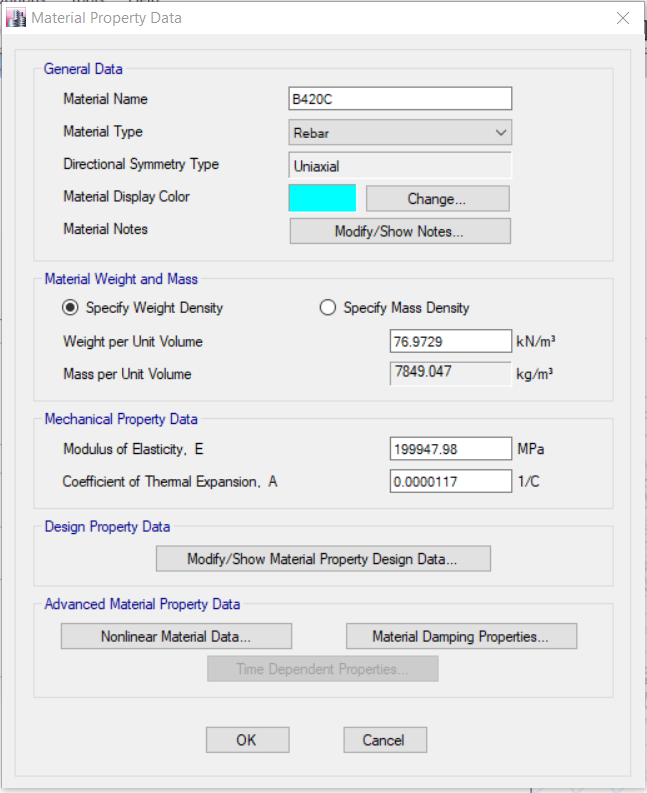 Material Property Data
General Data
Material Name B420C
Material Type Rebar
Directional Symmetry Type Uniaxial
Material Display Color Change...
Material Notes Modify/Show Notes...
Material Weight and Mass
Specify Weight Density Specify Mass Density
Weight per Unit Volume 76.9729 kN/m³
Mass per Unit Volume 7849.047 kg/m³
Mechanical Property Data
Modulus of Elasticity, E 199947.98 MPa
Coefficient of Thermal Expansion, A 0.0000117 1/C
Design Property Data
Modify/Show Material Property Design Data...
Advanced Material Property Data
Nonlinear Material Data... Material Damping Properties...
Time Dependent Properties...
OK Cancel